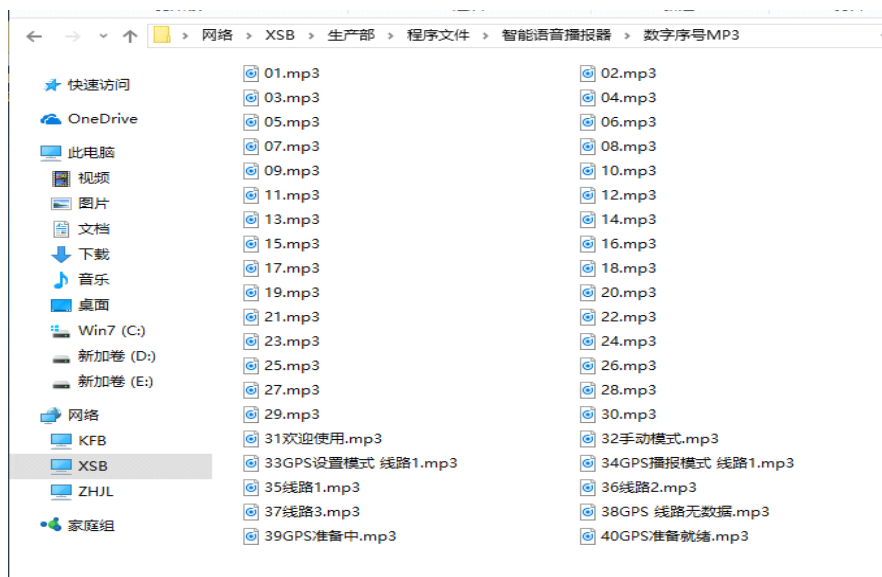 网络 > XSB > 生产部 > 程序文件 > 智能语音播报器 > 数字序号MP3
快速访问
OneDrive
此电脑
视频
图片
文档
下载
音乐
桌面
Win7 (C:)
新加卷 (D:)
新加卷 (E:)
网络
KFB
XSB
ZHJL
家庭组
01.mp3 02.mp3
03.mp3 04.mp3
05.mp3 06.mp3
07.mp3 08.mp3
09.mp3 10.mp3
11.mp3 12.mp3
13.mp3 14.mp3
15.mp3 16.mp3
17.mp3 18.mp3
19.mp3 20.mp3
21.mp3 22.mp3
23.mp3 24.mp3
25.mp3 26.mp3
27.mp3 28.mp3
29.mp3 30.mp3
31欢迎使用.mp3 32手动模式.mp3
33GPS设置模式 线路1.mp3 34GPS播报模式 线路1.mp3
35线路1.mp3 36线路2.mp3
37线路3.mp3 38GPS 线路无数据.mp3
39GPS准备中.mp3 40GPS准备就绪.mp3